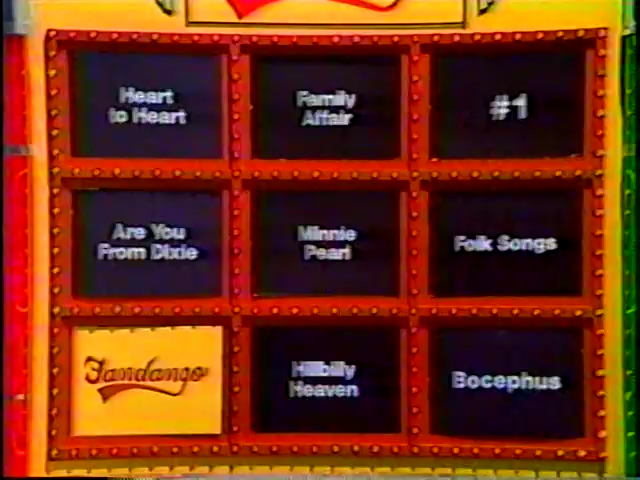 Heart
to Heart
Family
Affair
#1
Are You
From Dixie
Minnie
Pearl
Folk Songs
Fandango
Hillbilly
Heaven
Bocephus